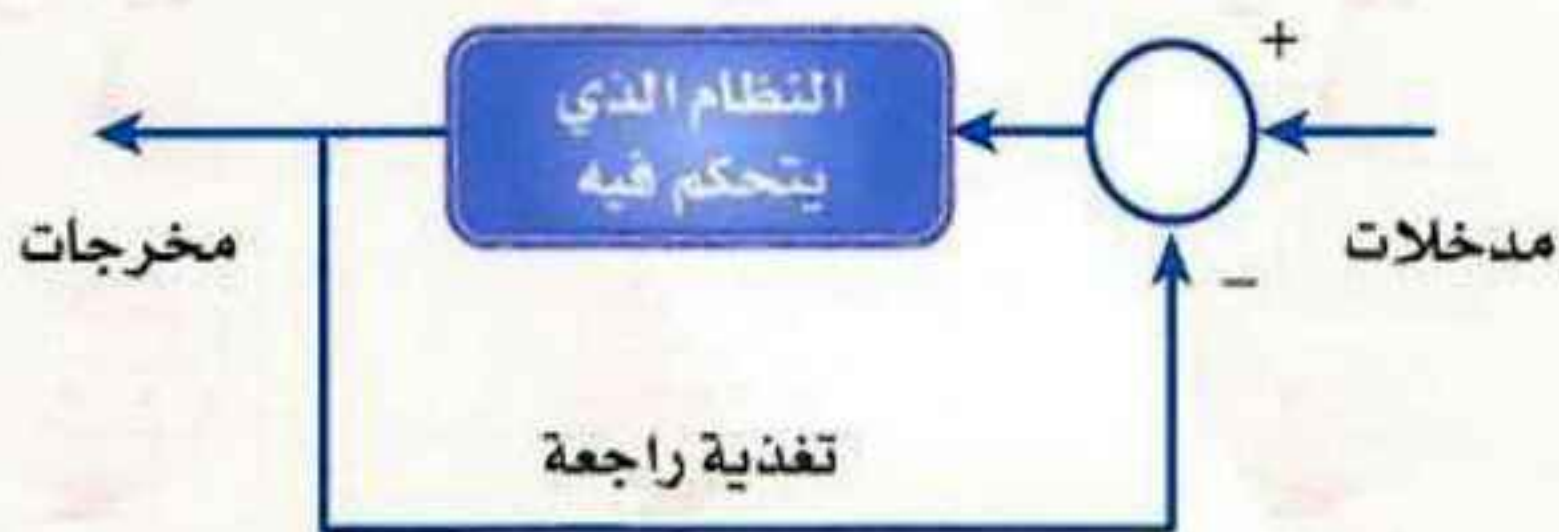 النظام الذي
يتحكم فيه
+
مدخلات
−
مخرجات
تغذية راجعة